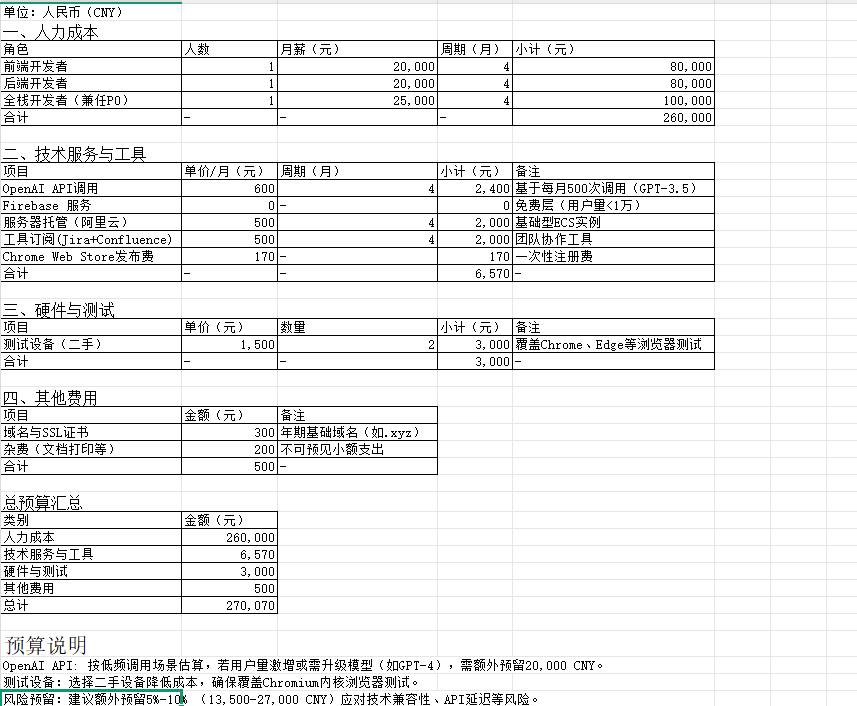 单位：人民币（CNY）
一、人力成本
角色 人数 月薪（元） 周期（月） 小计（元）
前端开发者 1 20,000 4 80,000
后端开发者 1 20,000 4 80,000
全栈开发者（兼任PO） 1 25,000 4 100,000
合计 - - - 260,000
二、技术服务与工具
项目 单价/月（元） 周期（月） 小计（元） 备注
OpenAI API调用 600 4 2,400 基于每月500次调用（GPT-3.5）
Firebase 服务 0 - 0 免费层（用户量<1万）
服务器托管（阿里云） 500 4 2,000 基础型ECS实例
工具订阅(Jira+Confluence) 500 4 2,000 团队协作工具
Chrome Web Store发布费 170 - 170 一次性注册费
合计 - - 6,570 -
三、硬件与测试
项目 单价（元） 数量 小计（元） 备注
测试设备（二手） 1,500 2 3,000 覆盖Chrome、Edge等浏览器测试
合计 - - 3,000 -
四、其他费用
项目 金额（元） 备注
域名与SSL证书 300 年期基础域名（如.xyz）
杂费（文档打印等） 200 不可预见小额支出
合计 500 -
总预算汇总
类别 金额（元）
人力成本 260,000
技术服务与工具 6,570
硬件与测试 3,000
其他费用 500
总计 270,070
预算说明
OpenAI API: 按低频调用场景估算，若用户量激增或需升级模型（如GPT-4），需额外预留20,000 CNY。
测试设备：选择二手设备降低成本，确保覆盖Chromium内核浏览器测试。
风险预留：建议额外预留5%-10%（13,500-27,000 CNY）应对技术兼容性、API延迟等风险。